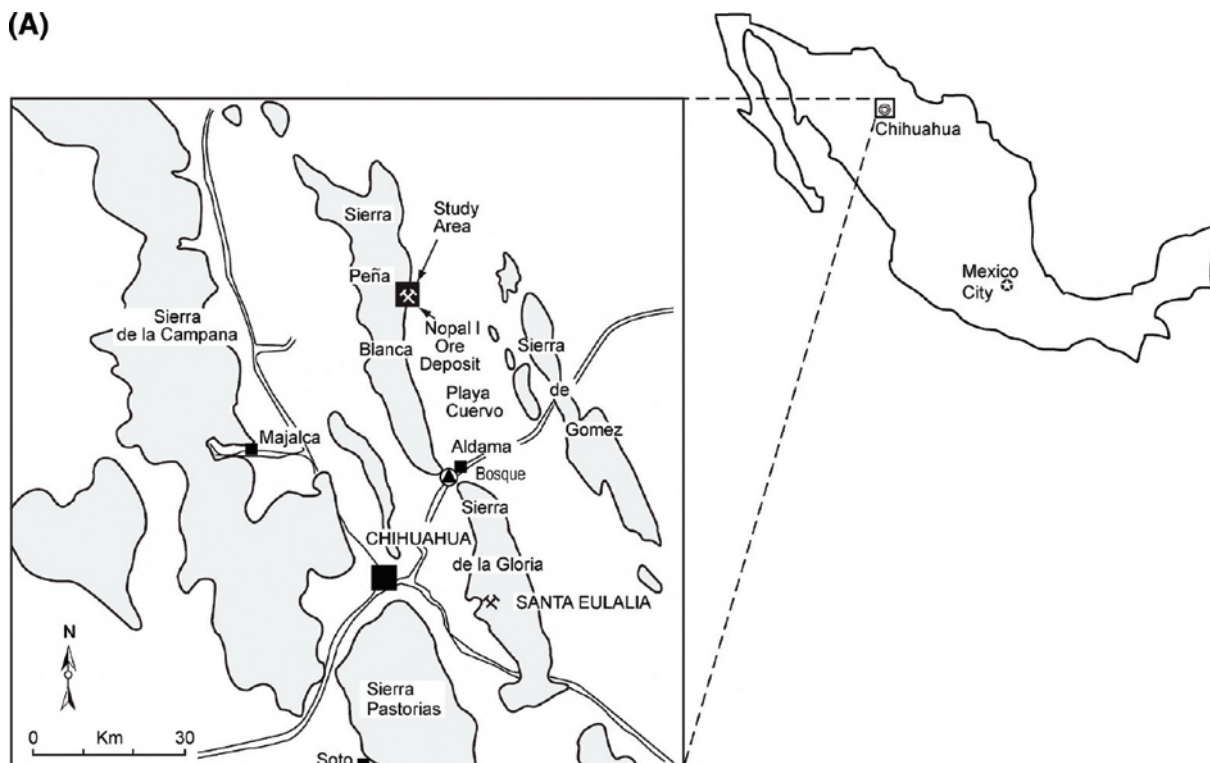 (A)
Chihuahua
Mexico
City
Sierra
Peña
Blanca
Study
Area
Nopal I
Ore
Deposit
Sierra
de la Campana
Sierra
de
Gomez
Playa
Cuervo
Majalca
Aldama
Bosque
Sierra
de la Gloria
CHIHUAHUA
SANTA EULALIA
N
Sierra
Pastorias
0 Km 30
Soto